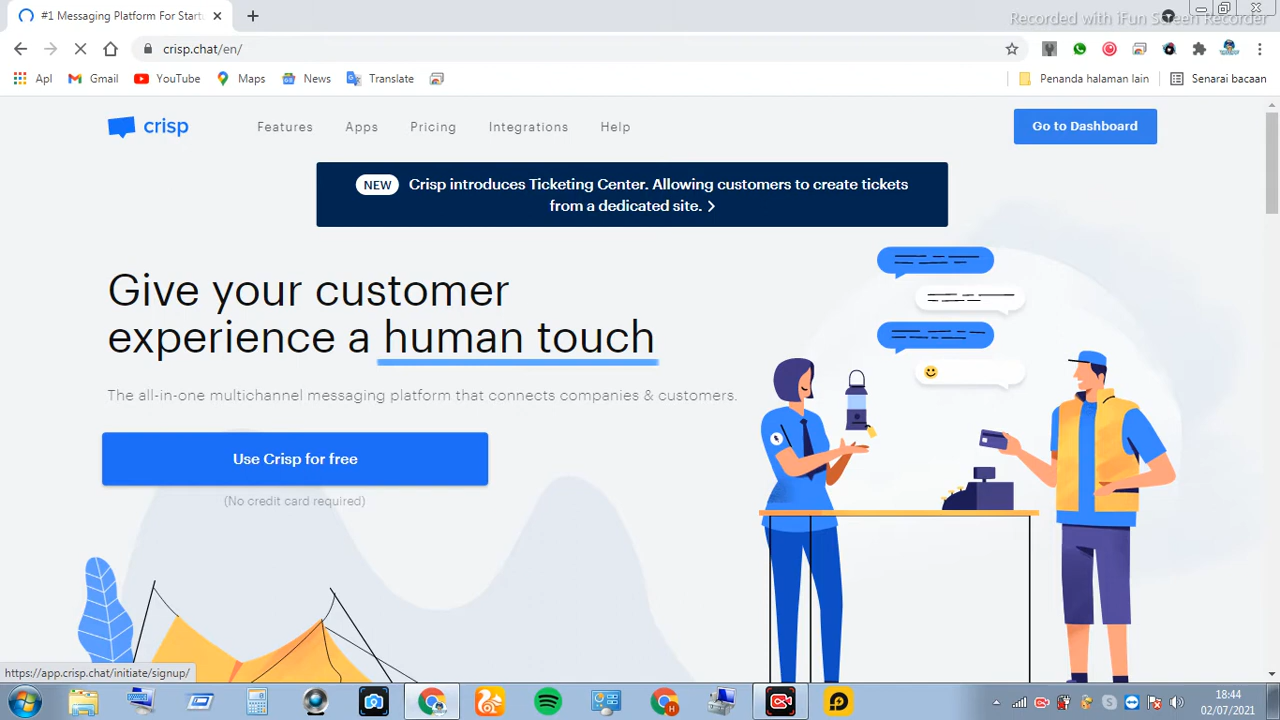 #1 Messaging Platform For Start
Recorded with iFun Screen Recorder
crisp.chat/en/
Apl
Gmail
YouTube
Maps
News
Translate
Penanda halaman lain
Senarai bacaan
crisp
Features
Apps
Pricing
Integrations
Help
Go to Dashboard
NEW
Crisp introduces Ticketing Center. Allowing customers to create tickets
from a dedicated site.
Give your customer
experience a human touch
The all-in-one multichannel messaging platform that connects companies & customers.
Use Crisp for free
(No credit card required)
https://app.crisp.chat/initiate/signup/
18:44
02/07/2021